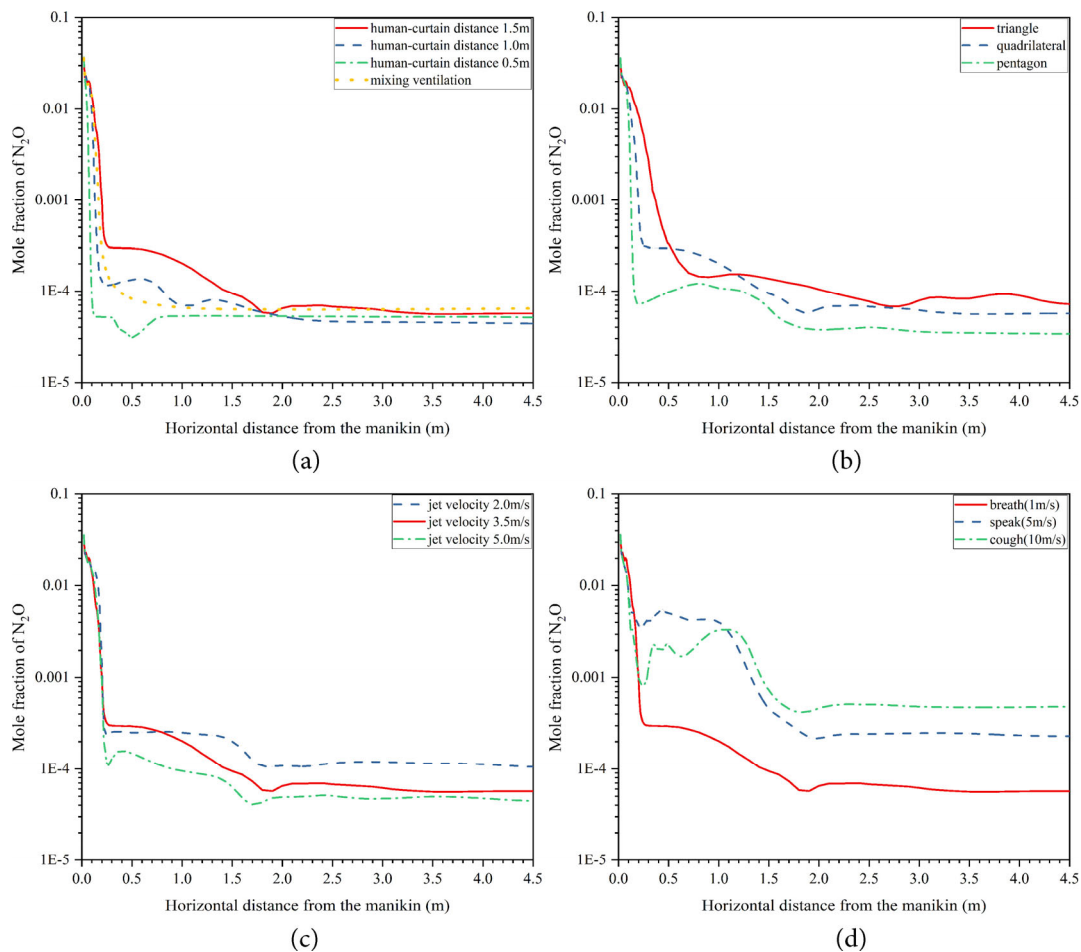 0.1
0.01
0.001
1E-4
1E-5
Mole fraction of N₂O
human-curtain distance 1.5m
human-curtain distance 1.0m
human-curtain distance 0.5m
mixing ventilation
0.0 0.5 1.0 1.5 2.0 2.5 3.0 3.5 4.0 4.5
Horizontal distance from the manikin (m)
(a)
0.1
0.01
0.001
1E-4
1E-5
Mole fraction of N₂O
triangle
quadrilateral
pentagon
0.0 0.5 1.0 1.5 2.0 2.5 3.0 3.5 4.0 4.5
Horizontal distance from the manikin (m)
(b)
0.1
0.01
0.001
1E-4
1E-5
Mole fraction of N₂O
jet velocity 2.0m/s
jet velocity 3.5m/s
jet velocity 5.0m/s
0.0 0.5 1.0 1.5 2.0 2.5 3.0 3.5 4.0 4.5
Horizontal distance from the manikin (m)
(c)
0.1
0.01
0.001
1E-4
1E-5
Mole fraction of N₂O
breath(1m/s)
speak(5m/s)
cough(10m/s)
0.0 0.5 1.0 1.5 2.0 2.5 3.0 3.5 4.0 4.5
Horizontal distance from the manikin (m)
(d)